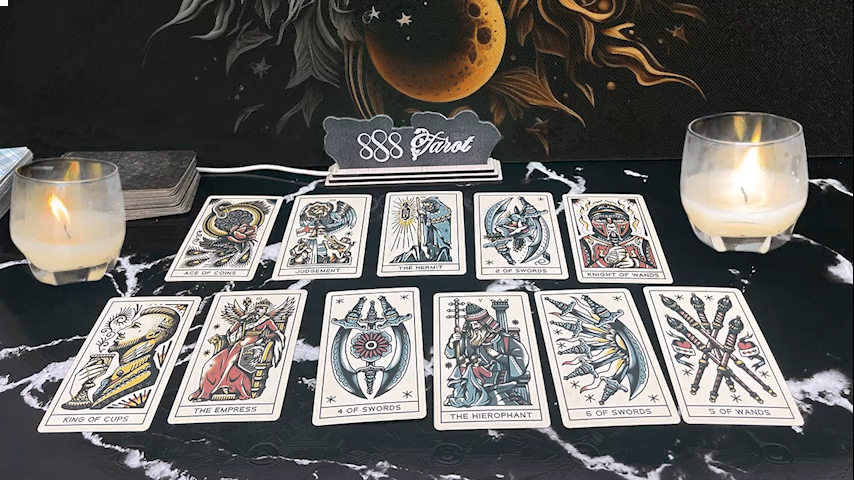 888 Tarot
ACE OF COINS
JUDGEMENT
THE HERMIT
2 OF SWORDS
KNIGHT OF WANDS
KING OF CUPS
THE EMPRESS
4 OF SWORDS
THE HIEROPHANT
6 OF SWORDS
5 OF WANDS